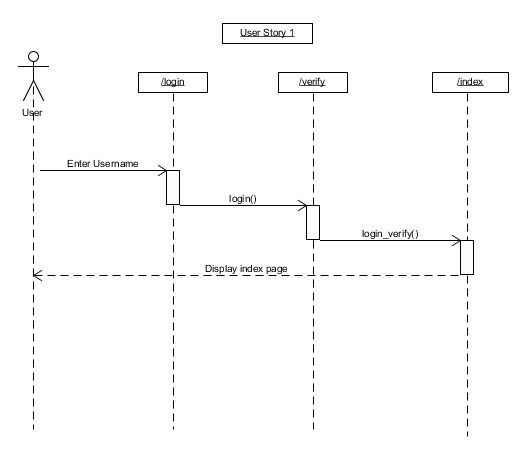 User Story 1
/login
/verify
/index
User
Enter Username
login()
login_verify()
Display index page